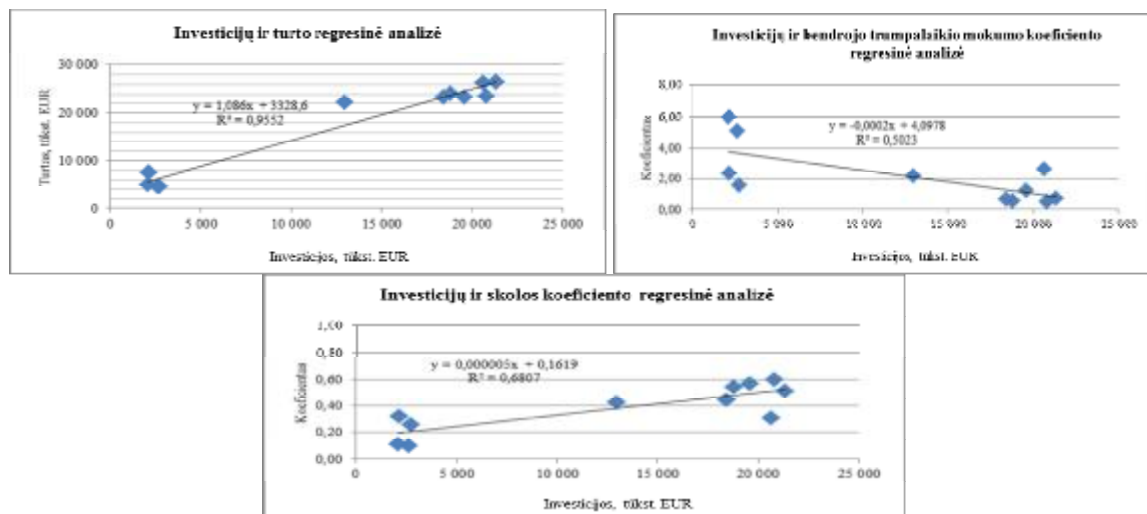 Investicijų ir turto regresinė analizė
Turtas, tūkst. EUR
30 000
20 000
10 000
0
y = 1,086x + 3328,6
R² = 0,9552
0 5 000 10 000 15 000 20 000 25 000
Investicijos, tūkst. EUR
Investicijų ir bendrojo trumpalaikio mokumo koeficiento
regresinė analizė
Koeficientas
8,00
6,00
4,00
2,00
0,00
y = -0,0002x + 4,0978
R² = 0,5023
0 5 000 10 000 15 000 20 000 25 000
Investicijos, tūkst. EUR
Investicijų ir skolos koeficiento regresinė analizė
Koeficientas
1,00
0,80
0,60
0,40
0,20
0,00
y = 0,000005x + 0,1619
R² = 0,6807
0 5 000 10 000 15 000 20 000 25 000
Investicijos, tūkst. EUR